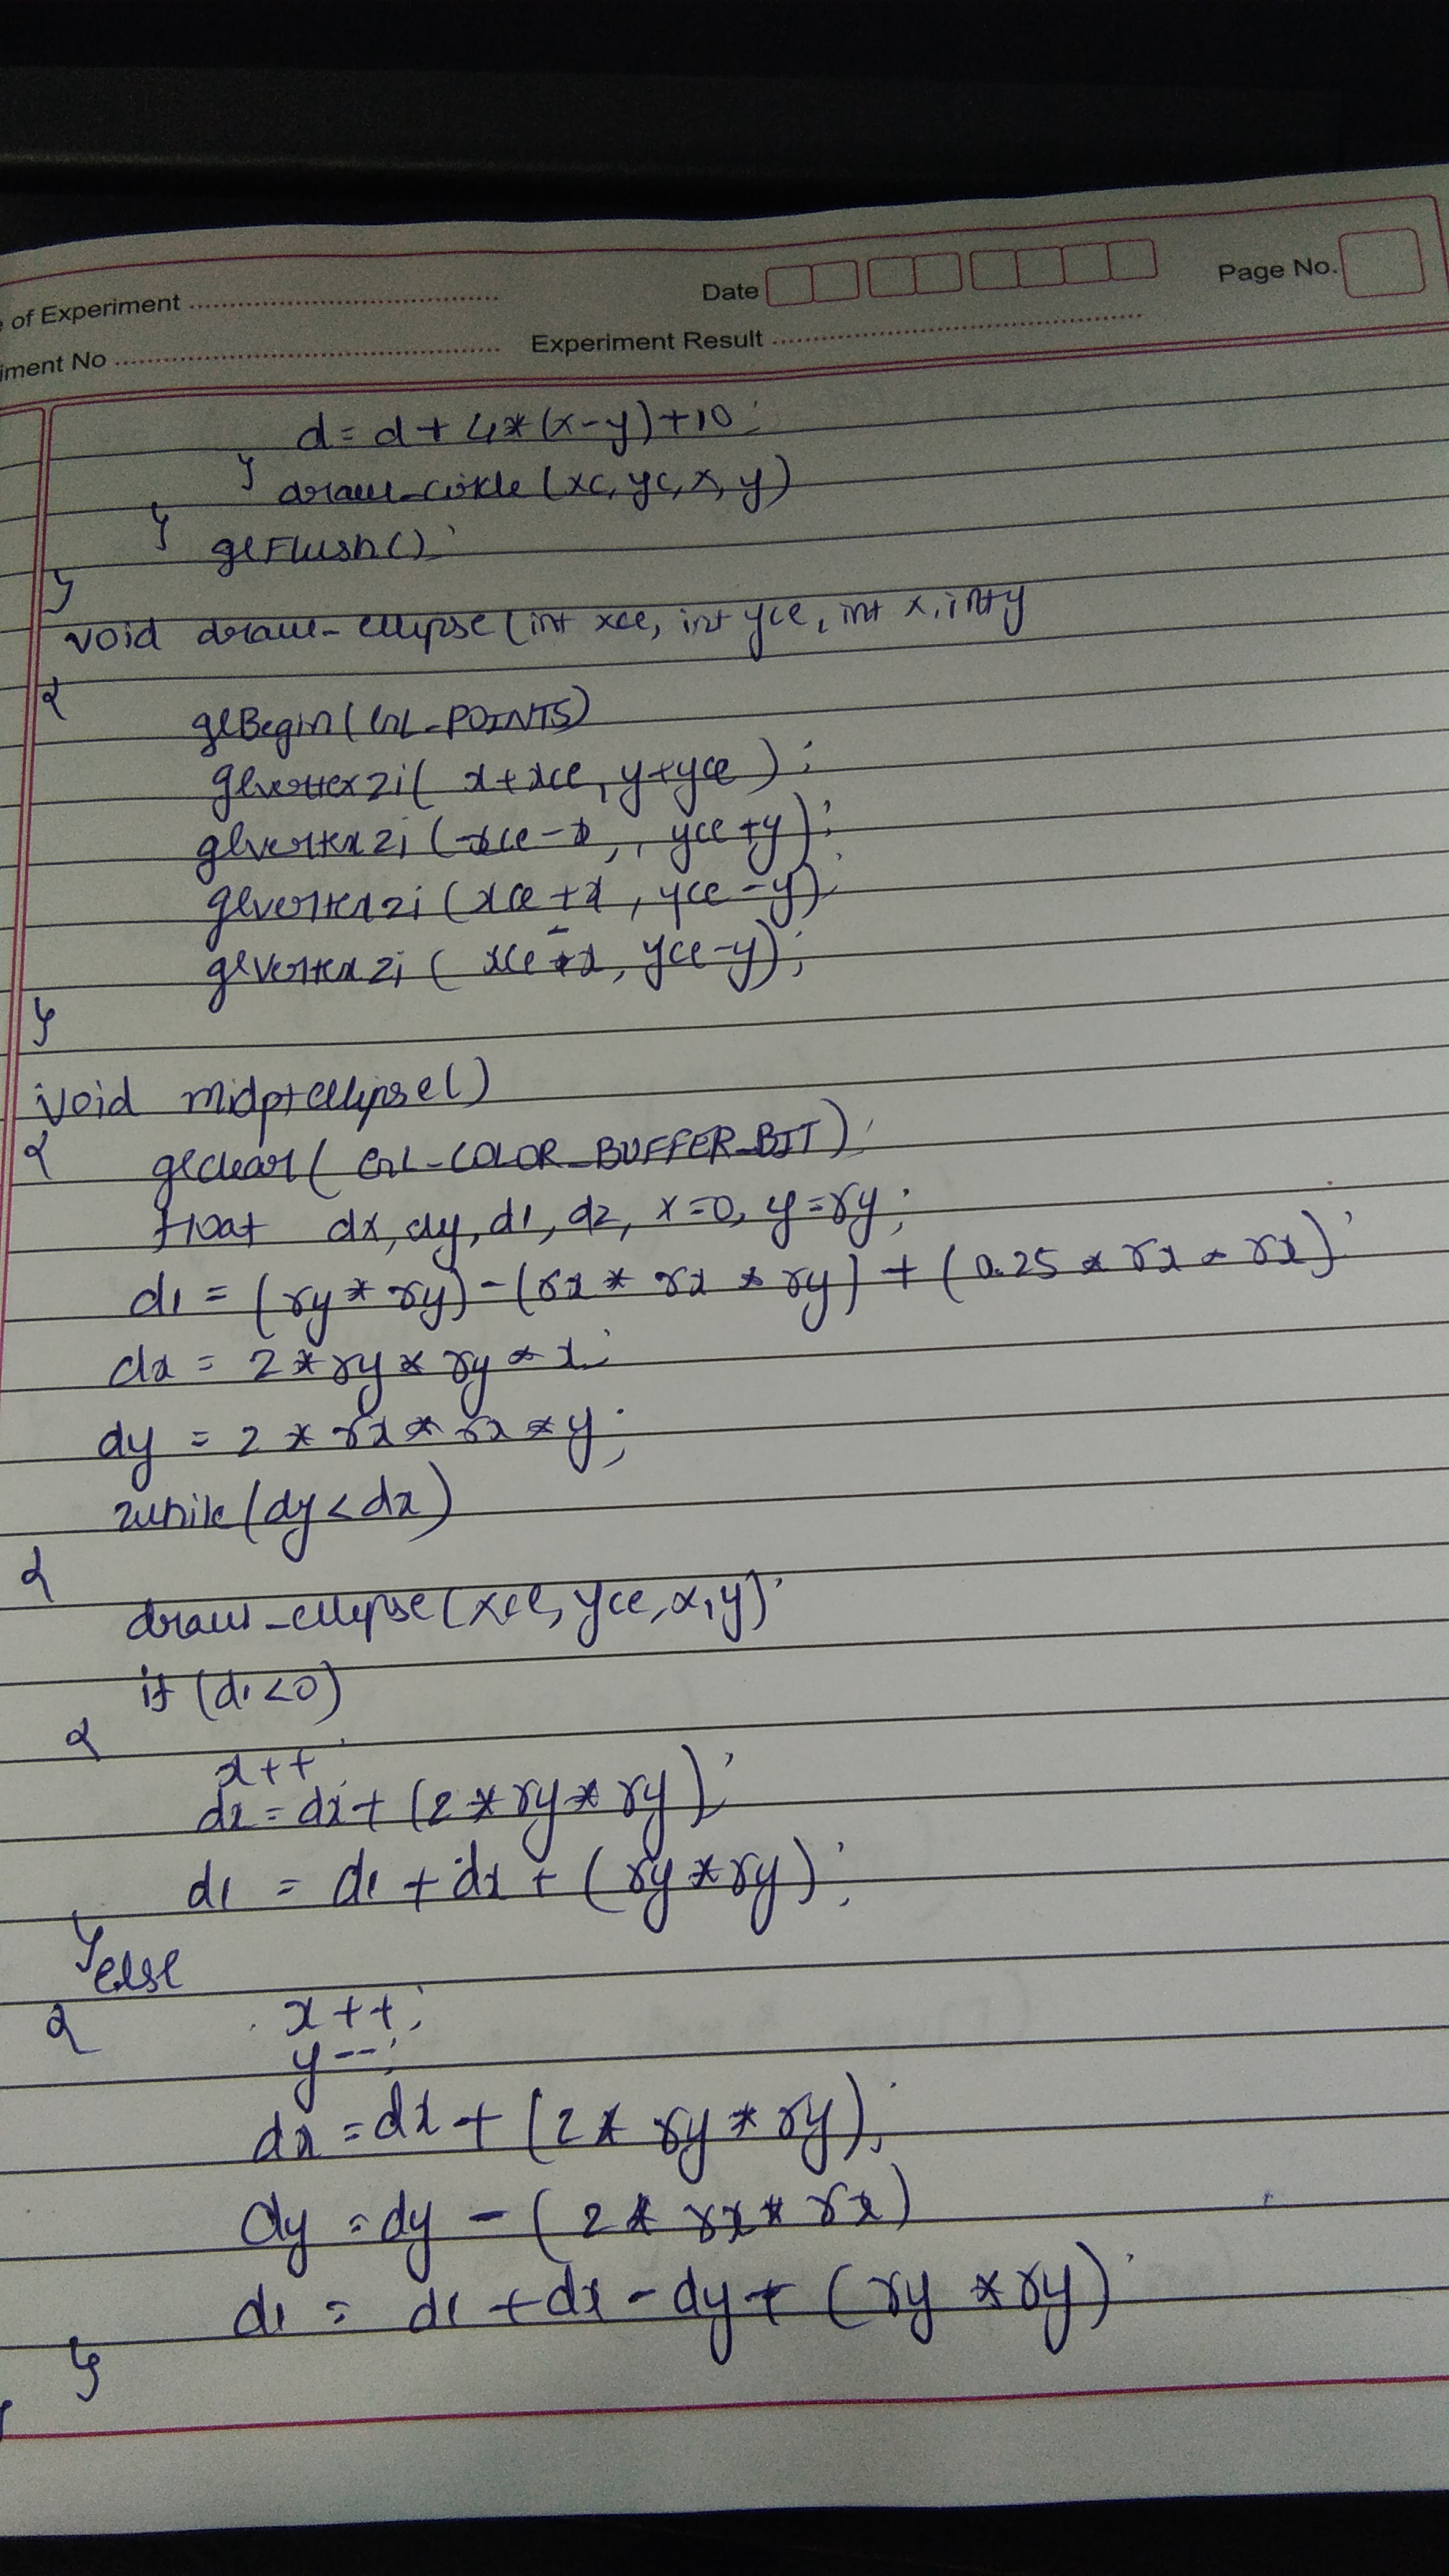 e of Experiment
Date
Page No.
iment No
Experiment Result
d = d + 4*(x-y)+10;
} draw_circle(xc, yc, x, y)
} glFlush();
}
void draw_ellipse(int xce, int yce, int x, int y
{
glBegin(GL_POINTS)
glvertex2i( x+xce, y+yce );
glvertex2i(xce-x, , yce+y);
glvertex2i(xce+x, yce-y);
glvertex2i( xce-x, yce-y);
}
void midptellipse()
{
glclear( GL_COLOR_BUFFER_BIT);
float dx, dy, d1, d2, x=0, y=ry;
d1 = (ry * ry) - (rx * rx * ry) + (0.25 * rx * rx);
dx = 2 * ry * ry * x;
dy = 2 * rx * rx * y;
while (dy < dx)
{
draw_ellipse(xce, yce, x, y);
if (d1 < 0)
{
x++;
dx = dx + (2 * ry * ry);
d1 = d1 + dx + (ry * ry);
}
else
{
x++;
y--;
dx = dx + (2 * ry * ry);
dy = dy - (2 * rx * rx)
d1 = d1 + dx - dy + (ry * ry);
}